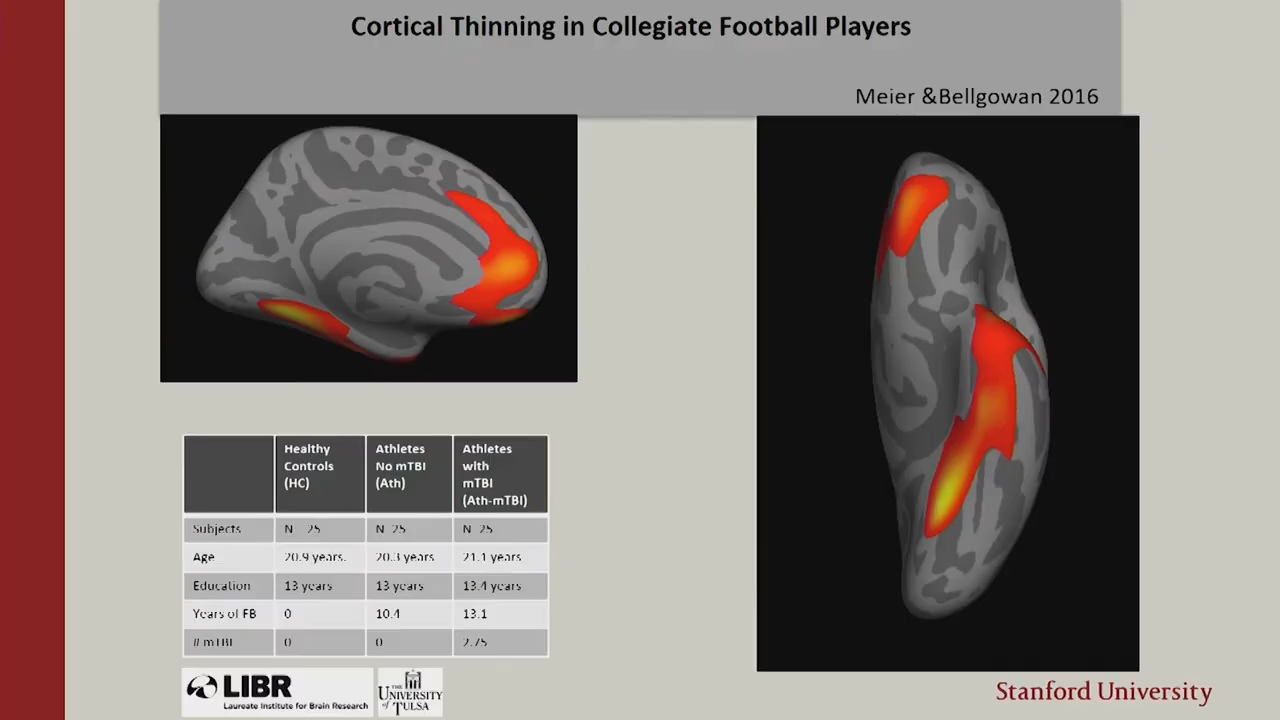 Cortical Thinning in Collegiate Football Players
Meier &Bellgowan 2016
Healthy Controls (HC) Athletes No mTBI (Ath) Athletes with mTBI (Ath-mTBI)
Subjects N 25 N 25 N 25
Age 20.9 years. 20.3 years 21.1 years
Education 13 years 13 years 13.4 years
Years of FB 0 10.4 13.1
# mTBI 0 0 2.75
LIBR
Laureate Institute for Brain Research
THE UNIVERSITY
of TULSA
Stanford University